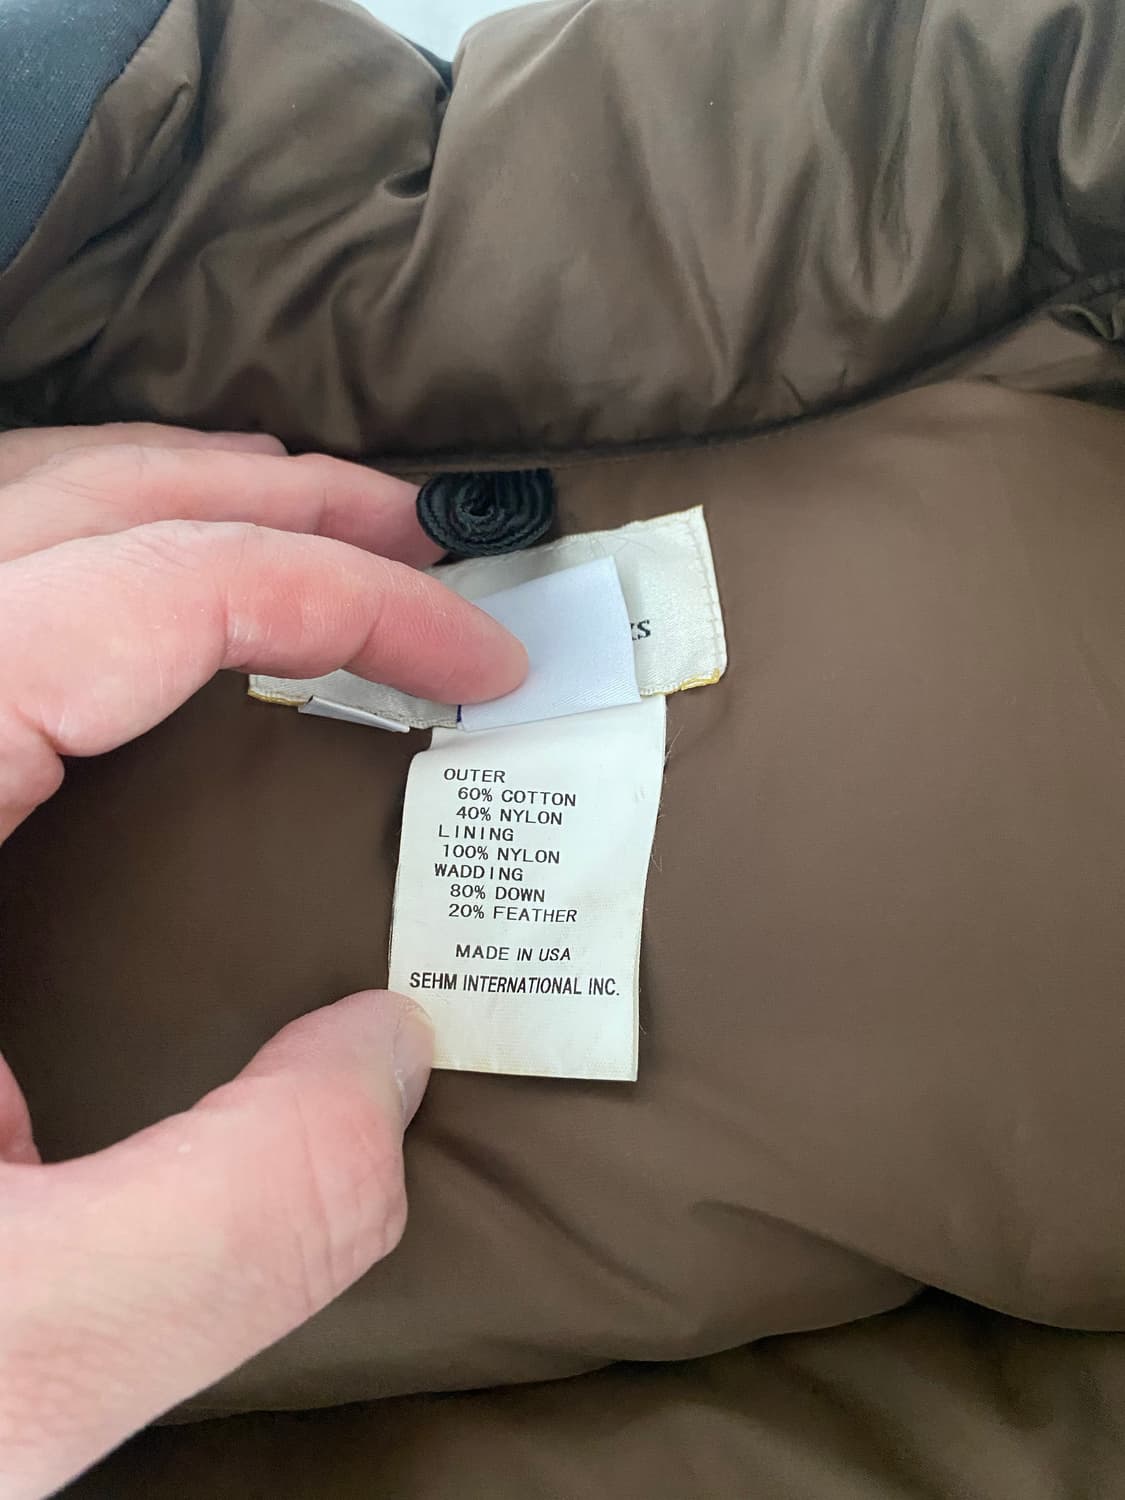 OUTER
60% COTTON
40% NYLON
LINING
100% NYLON
WADDING
80% DOWN
20% FEATHER
MADE IN USA
SEHM INTERNATIONAL INC.